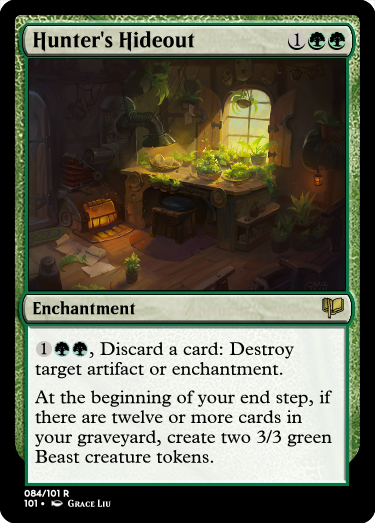 Hunter's Hideout 1
Enchantment
1, Discard a card: Destroy
target artifact or enchantment.
At the beginning of your end step, if
there are twelve or more cards in
your graveyard, create two 3/3 green
Beast creature tokens.
084/101 R
101 • Grace Liu